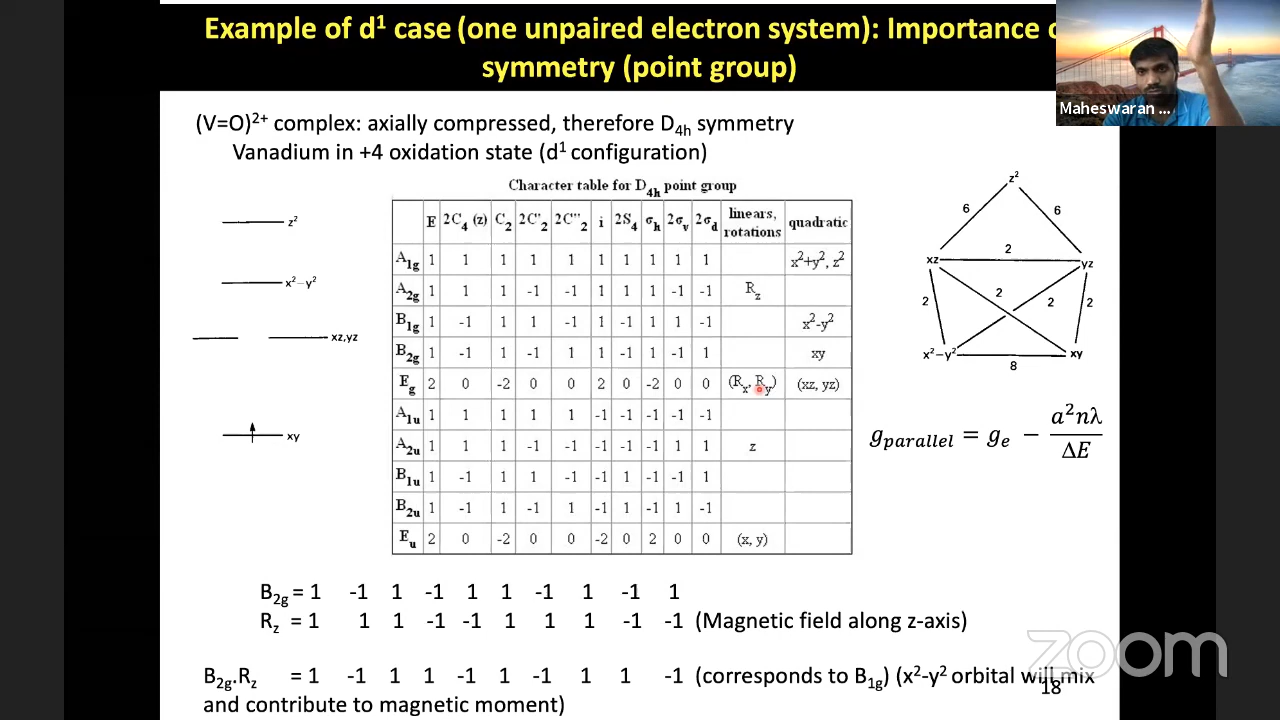 Example of d¹ case (one unpaired electron system): Importance
symmetry (point group)
Maheswaran ...
(V=O)²⁺ complex: axially compressed, therefore D₄ₕ symmetry
Vanadium in +4 oxidation state (d¹ configuration)
Character table for D₄ₕ point group
E 2C₄ (z) C₂ 2C'₂ 2C''₂ i 2S₄ σₕ 2σᵥ 2σd linears, rotations quadratic
A₁g 1 1 1 1 1 1 1 1 1 1 x²+y², z²
A₂g 1 1 1 -1 -1 1 1 1 -1 -1 Rz
B₁g 1 -1 1 1 -1 1 -1 1 1 -1 x²-y²
B₂g 1 -1 1 -1 1 1 -1 1 -1 1 xy
Eg 2 0 -2 0 0 2 0 -2 0 0 (Rx, Ry) (xz, yz)
A₁u 1 1 1 1 1 -1 -1 -1 -1 -1
A₂u 1 1 1 -1 -1 -1 -1 -1 1 1 z
B₁u 1 -1 1 1 -1 -1 1 -1 -1 1
B₂u 1 -1 1 -1 1 -1 1 -1 1 -1
Eu 2 0 -2 0 0 -2 0 2 0 0 (x, y)
z²
x²-y²
xz,yz
xy
z²
6 6
2
xz yz
2 2 2 2
x²-y² xy
8
g_parallel = gₑ − a²nλ / ΔE
B₂g = 1 -1 1 -1 1 1 -1 1 -1 1
Rz = 1 1 1 -1 -1 1 1 1 -1 -1 (Magnetic field along z-axis)
B₂g.Rz = 1 -1 1 1 -1 1 -1 1 1 -1 (corresponds to B₁g) (x²-y² orbital will mix
and contribute to magnetic moment)
18
zoom